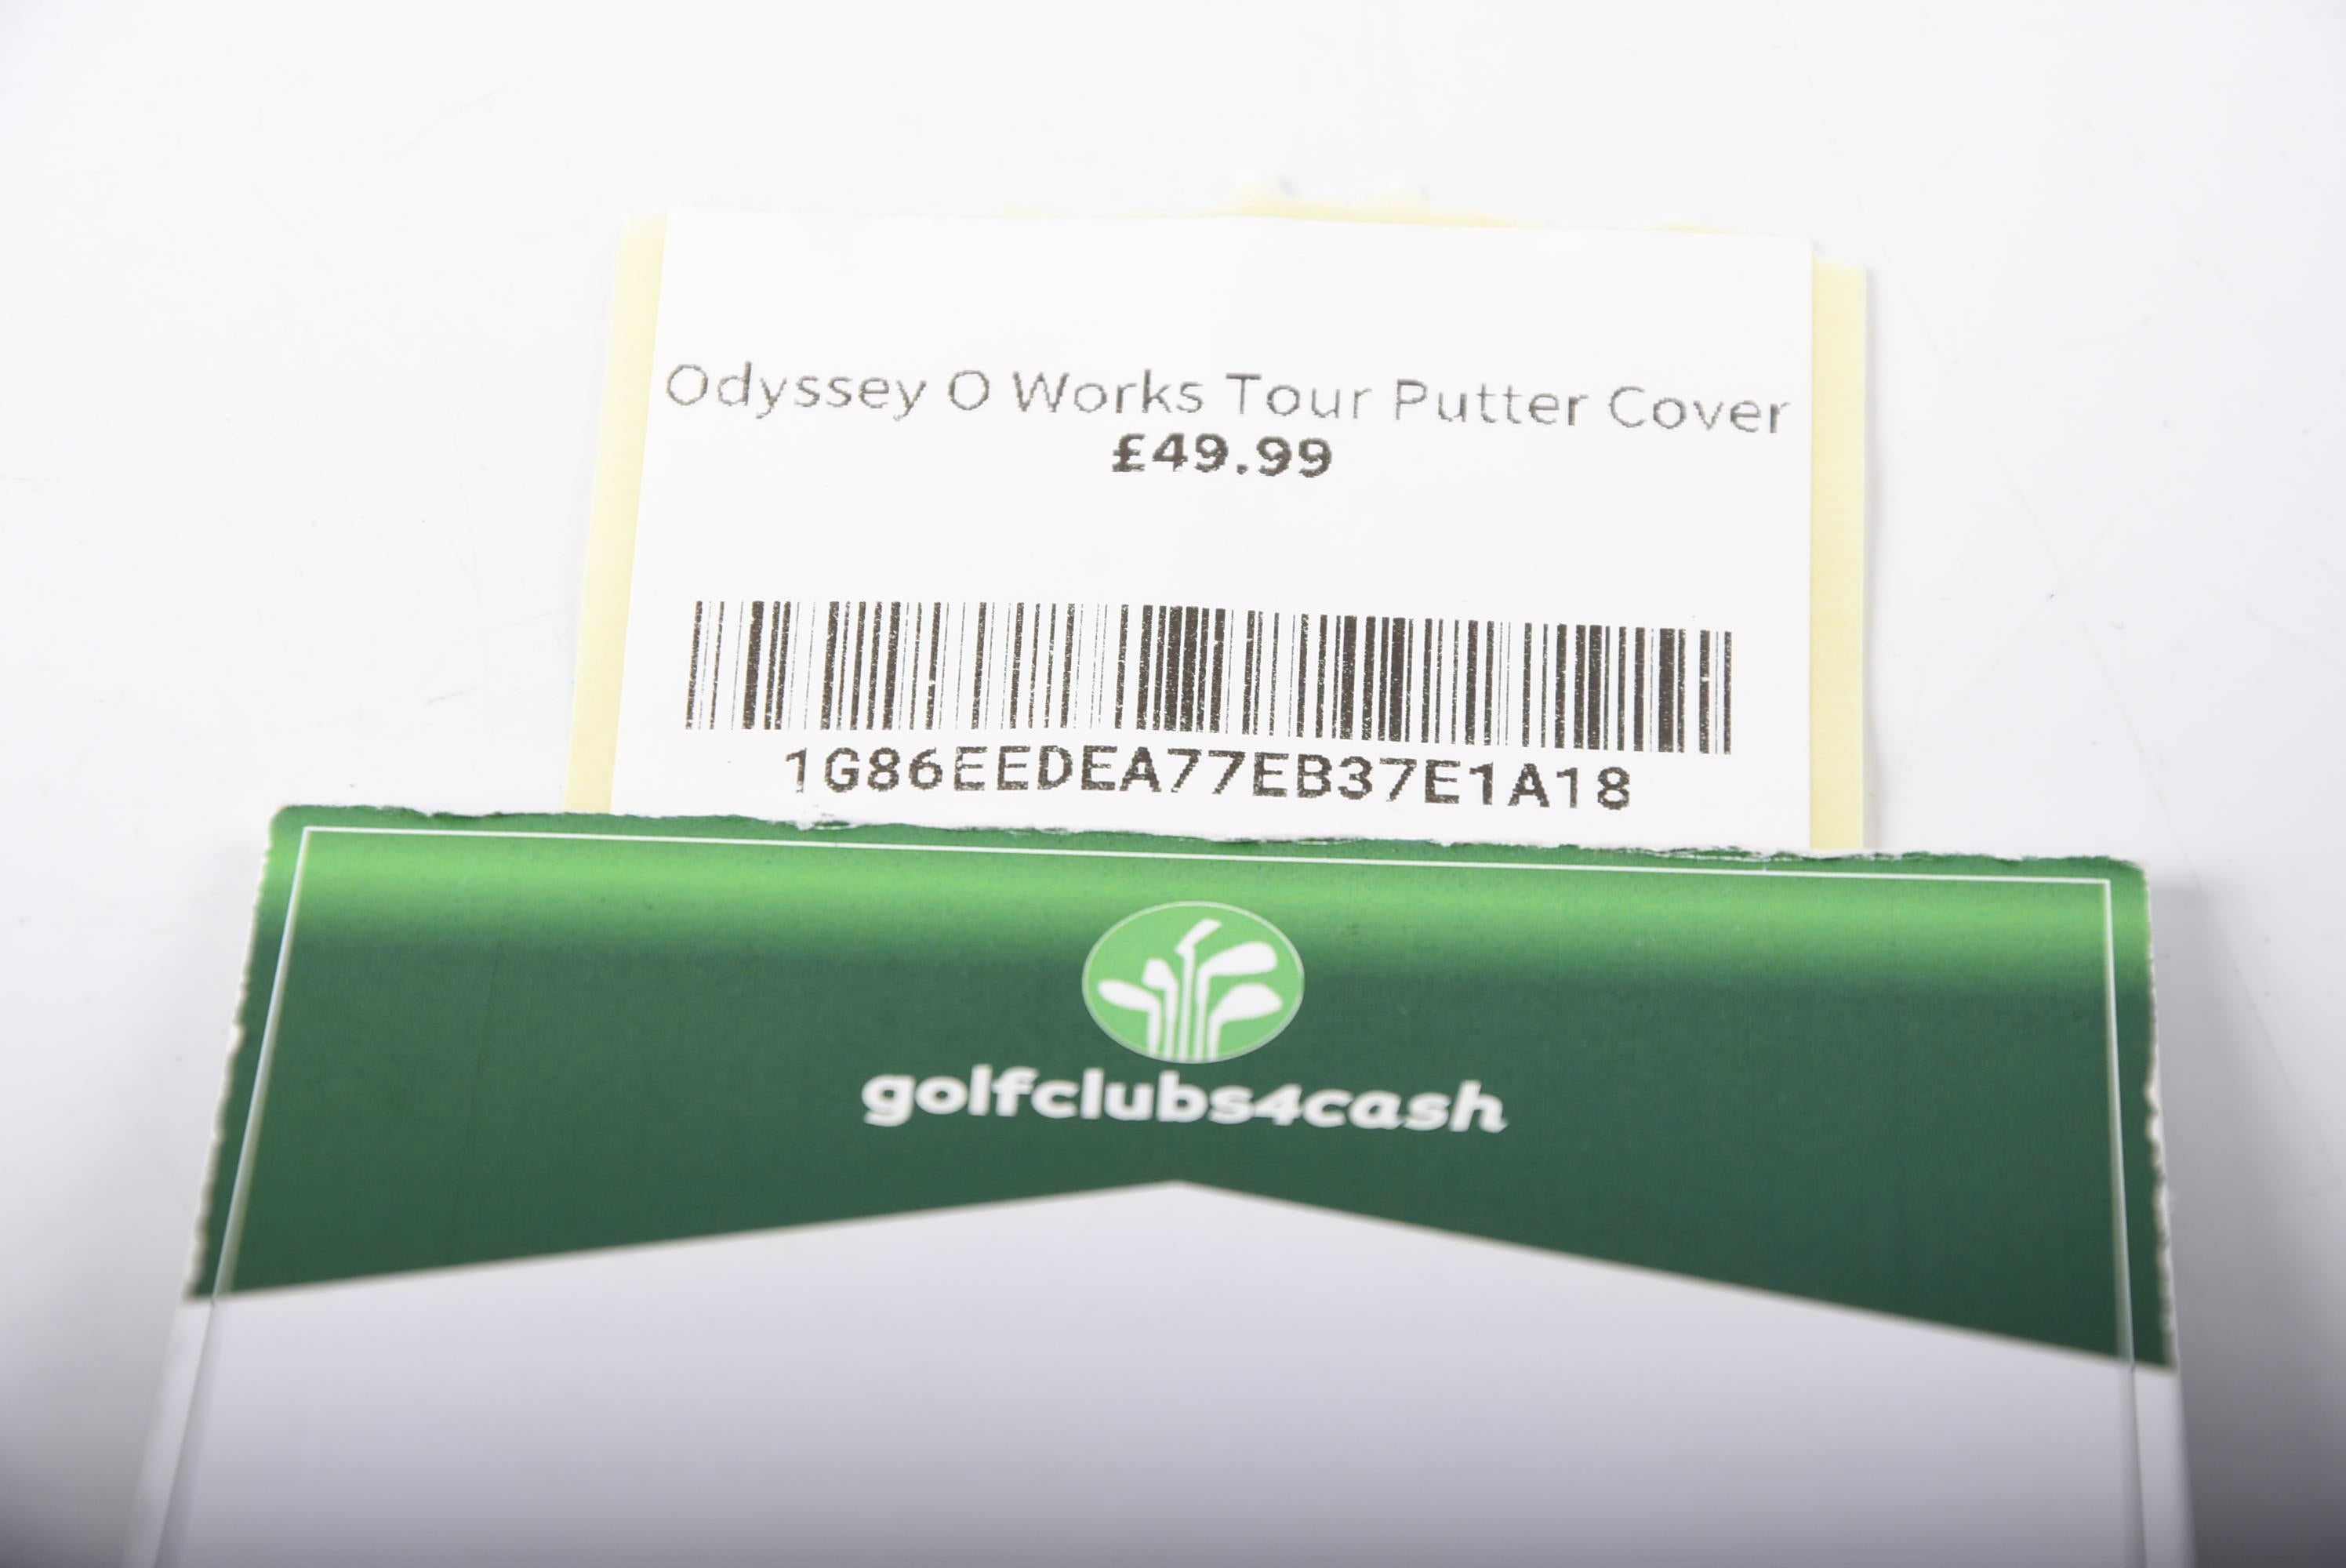 Odyssey O Works Tour Putter Cover
£49.99
1G86EEDEA77EB37E1A18
golfclubs4cash